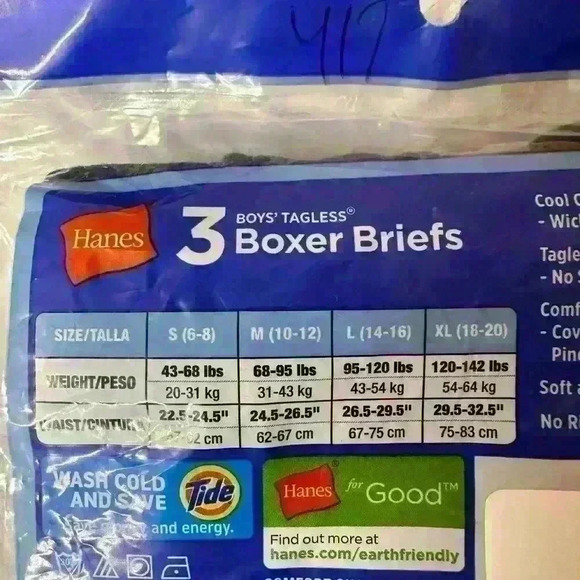 417
Hanes
3
BOYS' TAGLESS®
Boxer Briefs
Cool
- Wic
Tagle
- No
Comf
- Cov
Pin
Soft
No R
SIZE/TALLA S (6-8) M (10-12) L (14-16) XL (18-20)
WEIGHT/PESO 43-68 lbs 68-95 lbs 95-120 lbs 120-142 lbs
20-31 kg 31-43 kg 43-54 kg 54-64 kg
WAIST/CINTURA 22.5-24.5" 24.5-26.5" 26.5-29.5" 29.5-32.5"
cm 62-67 cm 67-75 cm 75-83 cm
WASH COLD
AND SAVE
Tide
and energy.
Hanes for Good™
Find out more at
hanes.com/earthfriendly